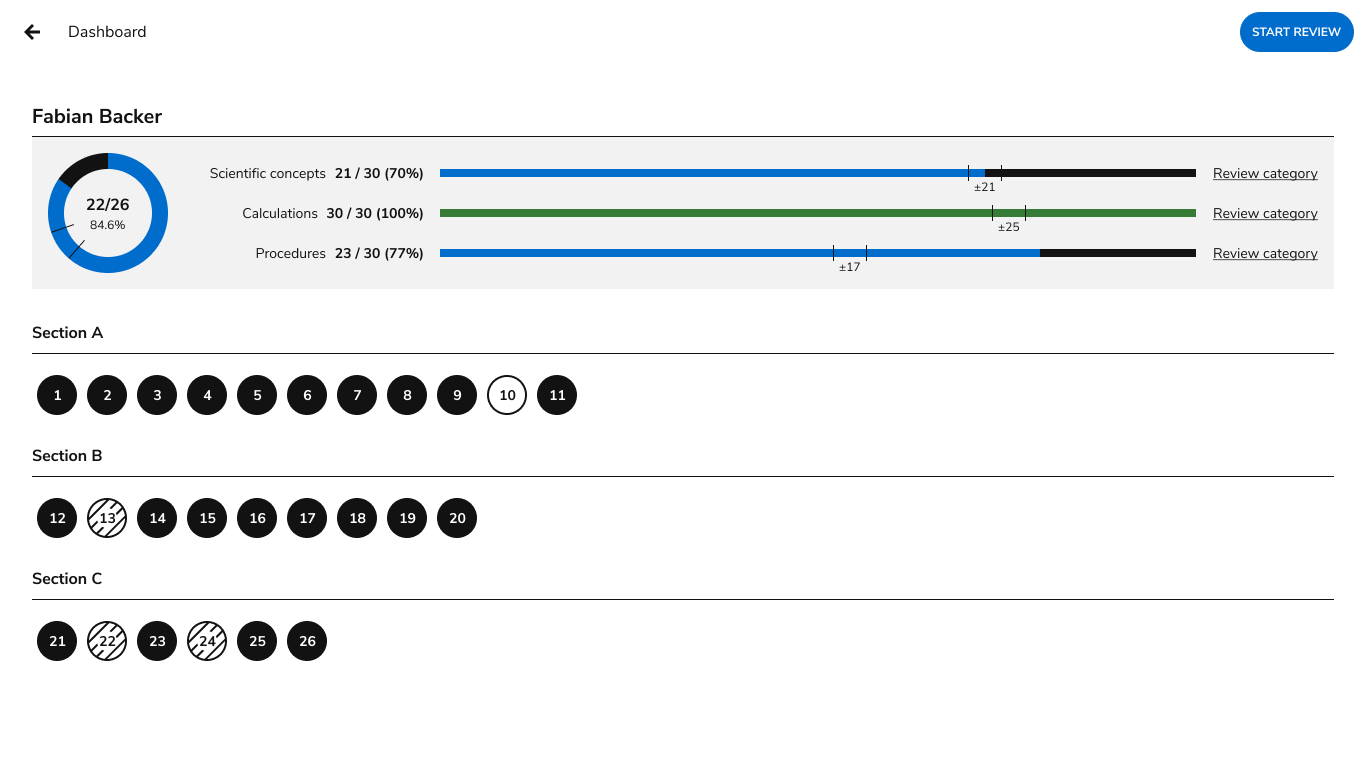 Dashboard
START REVIEW
Fabian Backer
22/26
84.6%
Scientific concepts 21 / 30 (70%)
±21
Review category
Calculations 30 / 30 (100%)
±25
Review category
Procedures 23 / 30 (77%)
±17
Review category
Section A
1 2 3 4 5 6 7 8 9 10 11
Section B
12 13 14 15 16 17 18 19 20
Section C
21 22 23 24 25 26